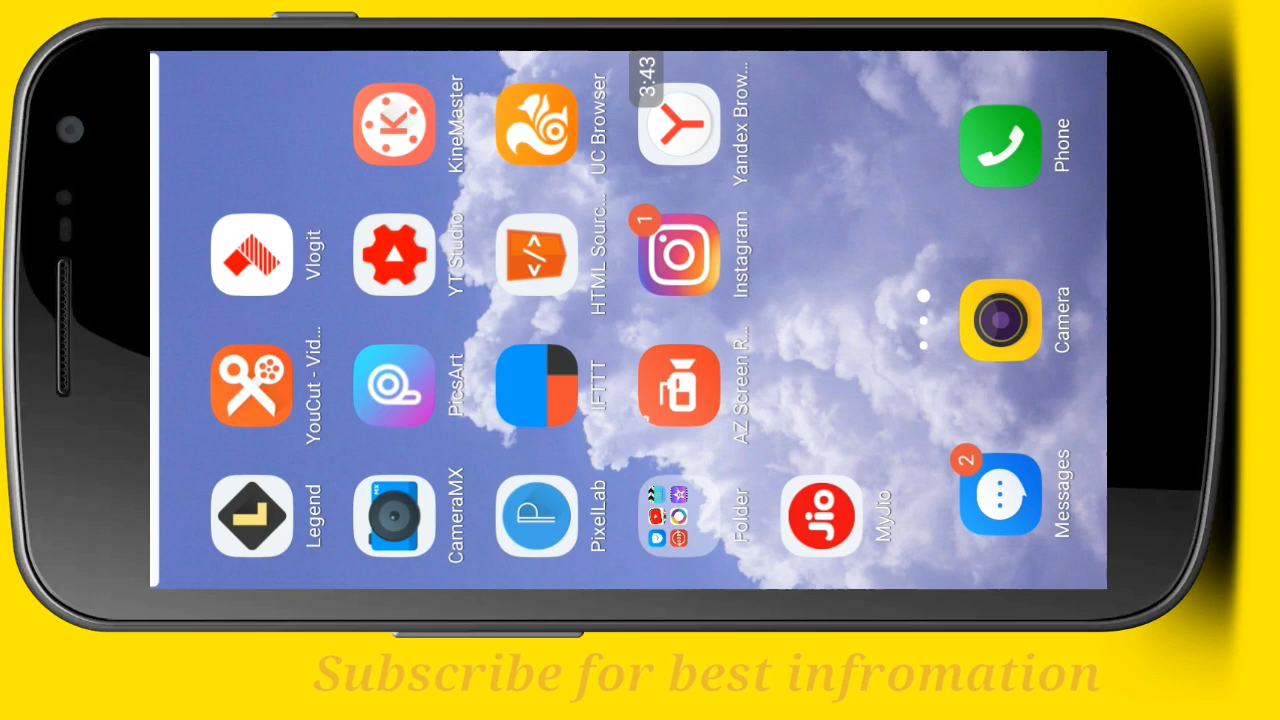 Legend
YouCut - Vid...
Vlogit
CameraMX
PicsArt
YT Studio
KineMaster
PixelLab
IFTTT
HTML Sourc...
UC Browser
Folder
AZ Screen R...
Instagram
1
Yandex Brow...
3:43
MyJio
Jio
Messages
2
Camera
Phone
L
MX
P
K
</>
Subscribe for best infromation